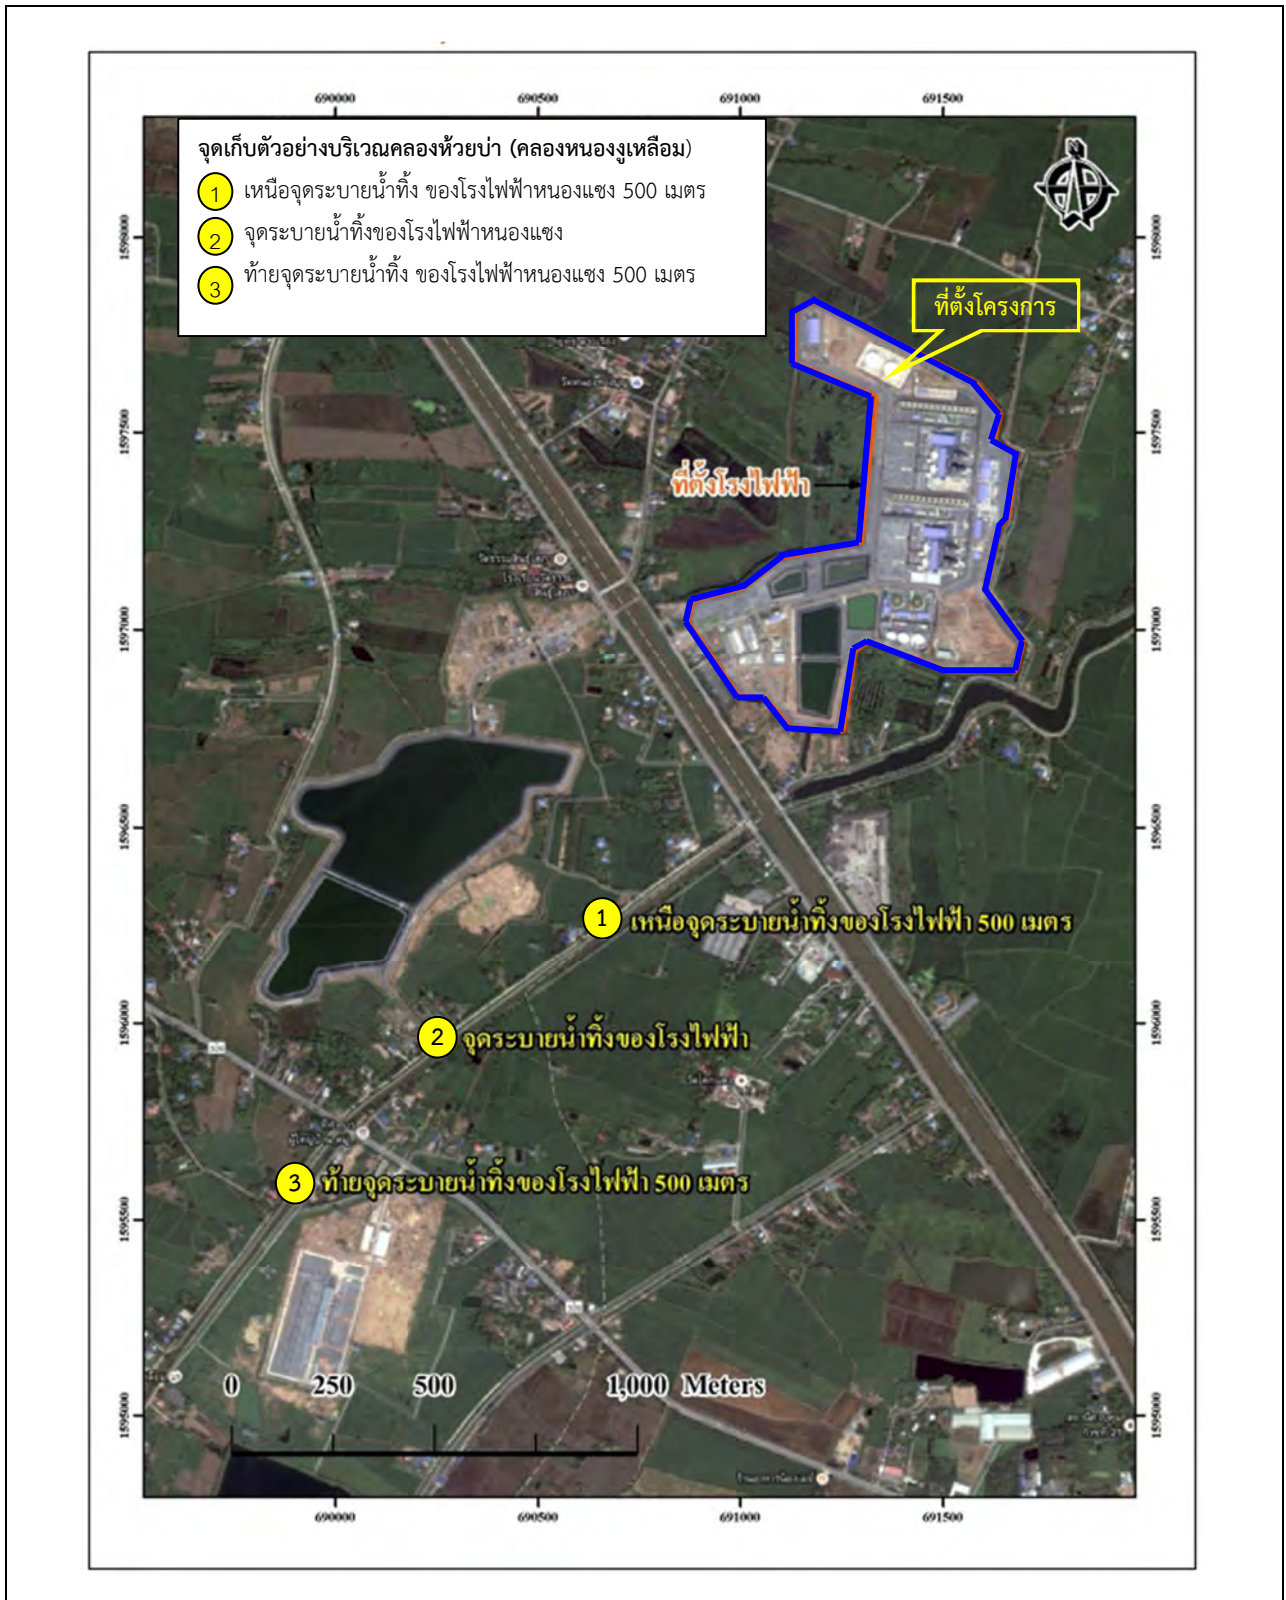 690000 690500 691000 691500
จุดเก็บตัวอย่างบริเวณคลองห้วยบ่า (คลองหนองงูเหลือม)
1 เหนือจุดระบายน้ำทิ้ง ของโรงไฟฟ้าหนองแซง 500 เมตร
2 จุดระบายน้ำทิ้งของโรงไฟฟ้าหนองแซง
3 ท้ายจุดระบายน้ำทิ้ง ของโรงไฟฟ้าหนองแซง 500 เมตร
N
1598000 1598000
ที่ตั้งโครงการ
1597500 1597500
ที่ตั้งโรงไฟฟ้า
1597000 1597000
1596500 1596500
1 เหนือจุดระบายน้ำทิ้งของโรงไฟฟ้า 500 เมตร
1596000 1596000
2 จุดระบายน้ำทิ้งของโรงไฟฟ้า
3 ท้ายจุดระบายน้ำทิ้งของโรงไฟฟ้า 500 เมตร
1595500 1595500
0 250 500 1,000 Meters
1595000 1595000
690000 690500 691000 691500